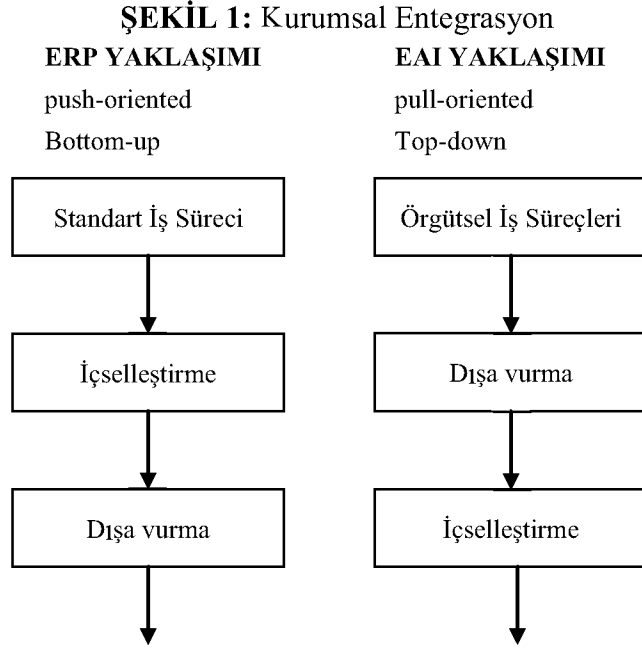 ŞEKİL 1: Kurumsal Entegrasyon
ERP YAKLAŞIMI
push-oriented
Bottom-up
Standart İş Süreci
İçselleştirme
Dışa vurma
EAI YAKLAŞIMI
pull-oriented
Top-down
Örgütsel İş Süreçleri
Dışa vurma
İçselleştirme